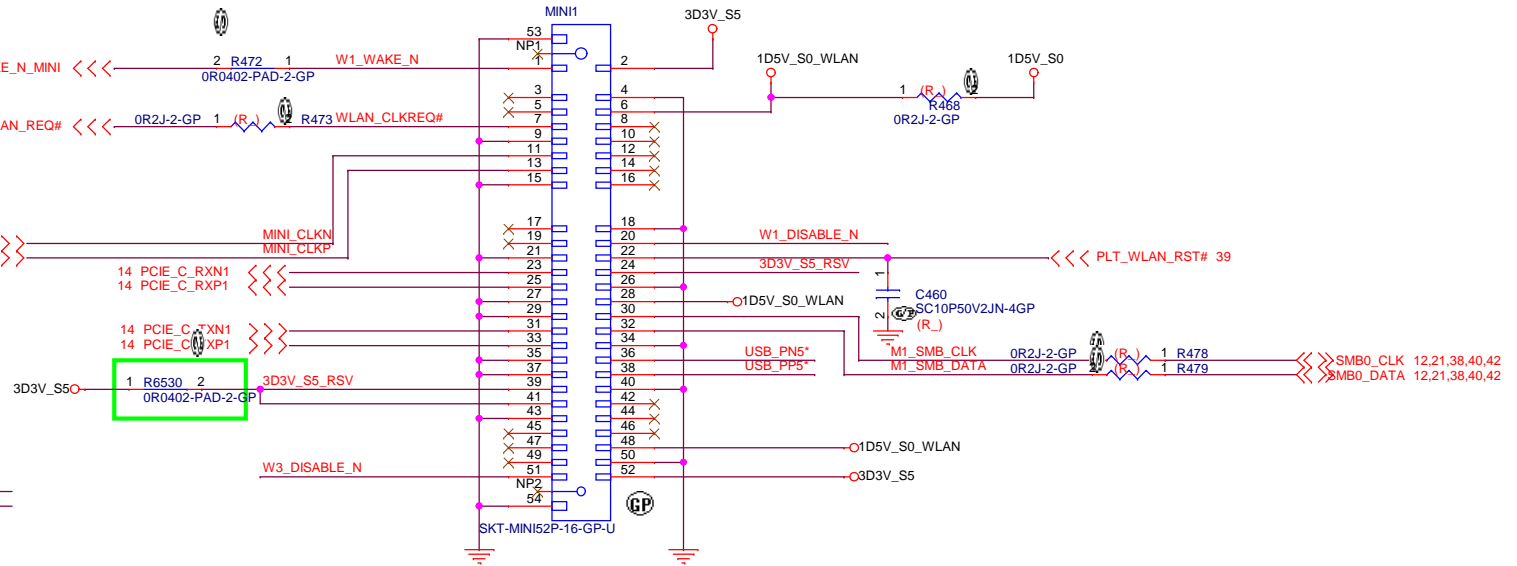 MINI1
3D3V_S5
53
NP1
E_N_MINI
2 R472 1
W1_WAKE_N
1
2
1D5V_S0_WLAN
1D5V_S0
0R0402-PAD-2-GP
3
4
1 (R_)
R468
5
6
0R2J-2-GP
AN_REQ#
0R2J-2-GP
1 (R_) 2 R473
WLAN_CLKREQ#
7
8
9
10
11
12
13
14
15
16
17
18
MINI_CLKN
19
20
W1_DISABLE_N
MINI_CLKP
21
22
PLT_WLAN_RST# 39
14 PCIE_C_RXN1
23
24
3D3V_S5_RSV
1
14 PCIE_C_RXP1
25
26
27
28
1D5V_S0_WLAN
C460
SC10P50V2JN-4GP
2
(R_)
29
30
14 PCIE_C_TXN1
31
32
14 PCIE_C_TXP1
33
34
35
36
USB_PN5*
M1_SMB_CLK
0R2J-2-GP
(R_) 1 R478
SMB0_CLK 12,21,38,40,42
37
38
USB_PP5*
M1_SMB_DATA
0R2J-2-GP
(R_) 1 R479
SMB0_DATA 12,21,38,40,42
3D3V_S5
1 R6530 2
3D3V_S5_RSV
39
40
0R0402-PAD-2-GP
41
42
43
44
45
46
47
48
1D5V_S0_WLAN
49
50
W3_DISABLE_N
51
52
3D3V_S5
NP2
54
GP
SKT-MINI52P-16-GP-U